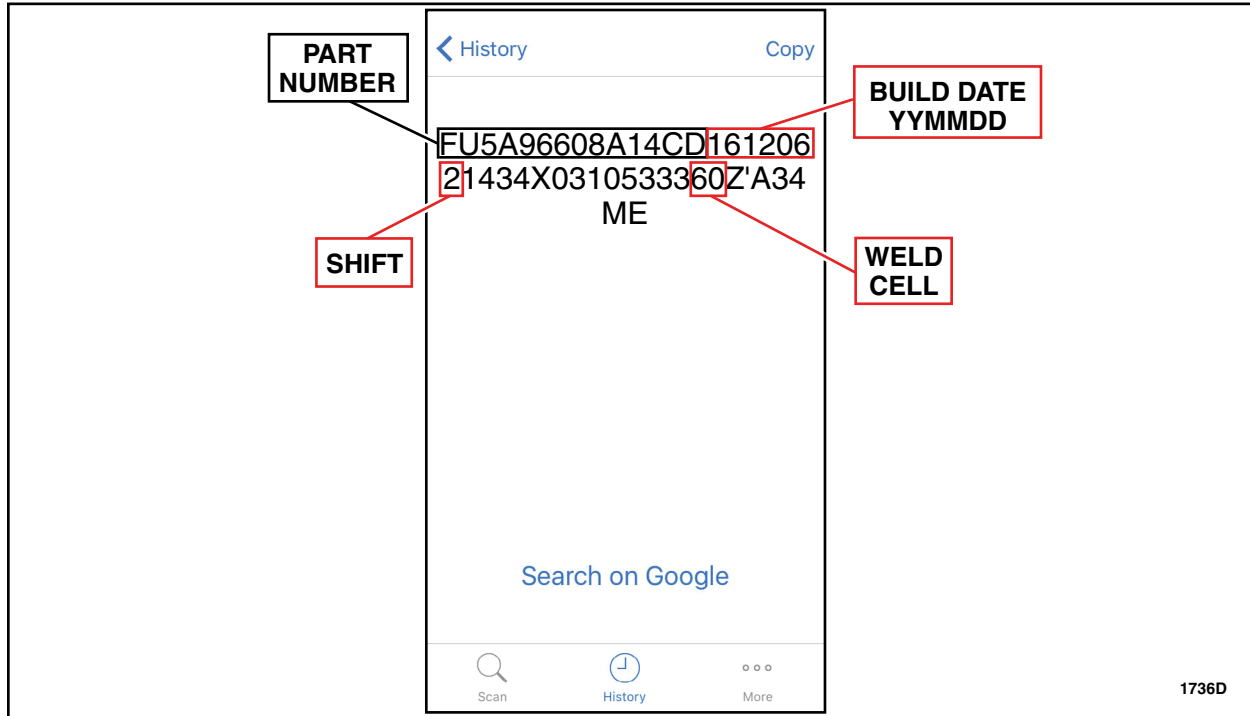 History
Copy
PART
NUMBER
BUILD DATE
YYMMDD
FU5A96608A14CD161206
21434X0310533360Z'A34
ME
SHIFT
WELD
CELL
Search on Google
Scan
History
More
1736D